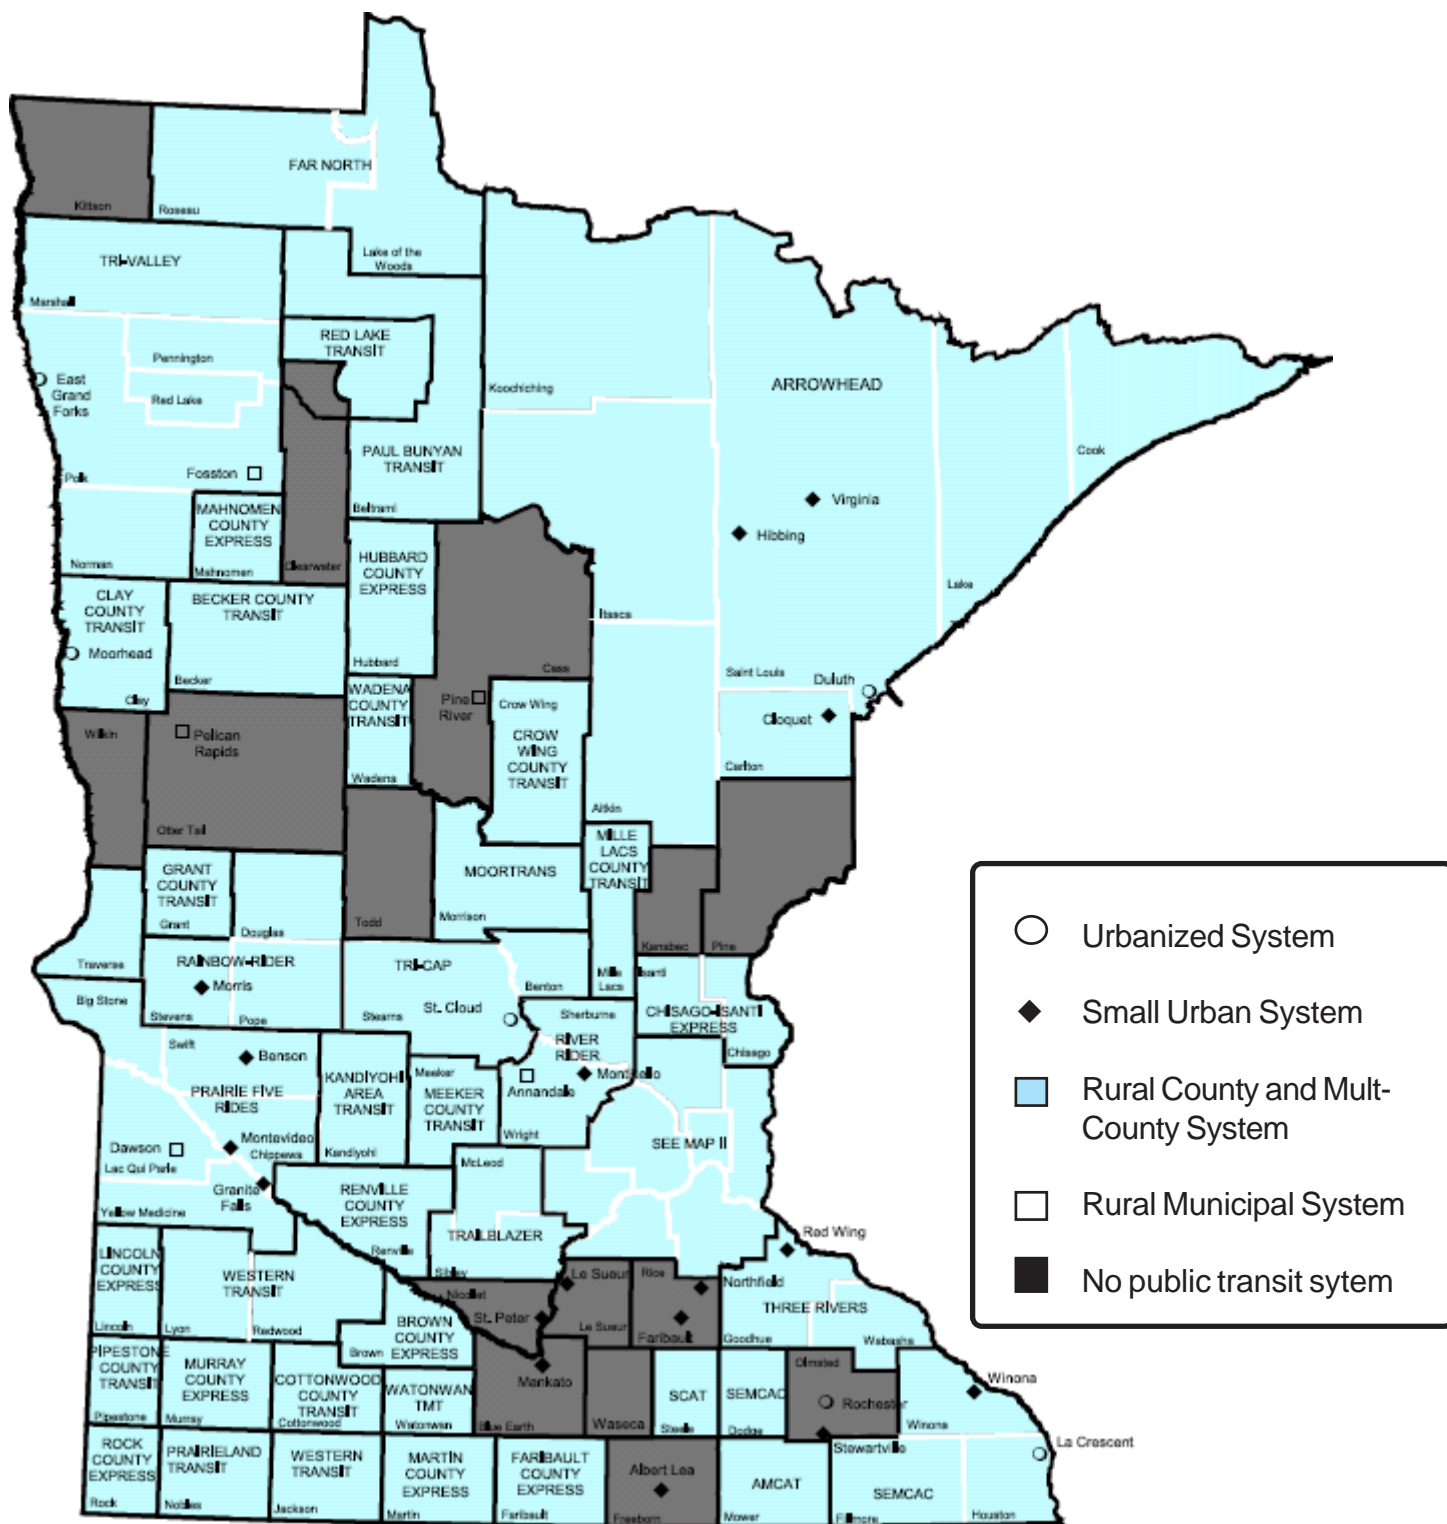 FAR NORTH
Kittson
Roseau
Lake of the
Woods
TRI-VALLEY
Marshall
RED LAKE
TRANSIT
Pennington
East
Grand
Forks
Red Lake
Koochiching
ARROWHEAD
Cook
PAUL BUNYAN
TRANSIT
Fosston
Polk
Beltrami
MAHNOMEN
COUNTY
EXPRESS
Virginia
Hibbing
Norman
Mahnomen
Clearwater
HUBBARD
COUNTY
EXPRESS
Lake
CLAY
COUNTY
TRANSIT
BECKER COUNTY
TRANSIT
Itasca
Moorhead
Hubbard
Cass
Saint Louis
Duluth
Becker
Clay
WADENA
COUNTY
TRANSIT
Pine
River
Crow Wing
Cloquet
Wilkin
Pelican
Rapids
CROW
WING
COUNTY
TRANSIT
Wadena
Carlton
Aitkin
Otter Tail
MILLE
LACS
COUNTY
TRANSIT
GRANT
COUNTY
TRANSIT
MOORTRANS
Grant
Todd
Morrison
Douglas
Kanabec
Pine
Traverse
RAINBOW-RIDER
TRI-CAP
Mille
Lacs
Isanti
Morris
Benton
Big Stone
St. Cloud
Sherburne
CHISAGO-ISANTI
EXPRESS
Stevens
Pope
Stearns
RIVER
RIDER
Chisago
Swift
Benson
KANDIYOHI
AREA
TRANSIT
Meeker
Monticello
PRAIRIE FIVE
RIDES
MEEKER
COUNTY
TRANSIT
Annandale
Wright
Montevideo
Chippewa
Dawson
Kandiyohi
SEE MAP II
Lac Qui Parle
McLeod
Granite
Falls
RENVILLE
COUNTY
EXPRESS
Yellow Medicine
Renville
TRAILBLAZER
Red Wing
LINCOLN
COUNTY
EXPRESS
WESTERN
TRANSIT
Sibley
Le Sueur
Rice
Northfield
Nicollet
THREE RIVERS
St. Peter
BROWN
COUNTY
EXPRESS
Le Sueur
Faribault
Goodhue
Wabasha
Lincoln
Lyon
Redwood
Brown
PIPESTONE
COUNTY
TRANSIT
MURRAY
COUNTY
EXPRESS
COTTONWOOD
COUNTY
TRANSIT
WATONWAN
TMT
Mankato
SCAT
SEMCAC
Olmsted
Rochester
Winona
Pipestone
Murray
Cottonwood
Watonwan
Blue Earth
Waseca
Steele
Dodge
Winona
ROCK
COUNTY
EXPRESS
PRAIRIELAND
TRANSIT
WESTERN
TRANSIT
MARTIN
COUNTY
EXPRESS
FARIBAULT
COUNTY
EXPRESS
Albert Lea
Stewartville
La Crescent
AMCAT
SEMCAC
Rock
Nobles
Jackson
Martin
Faribault
Freeborn
Mower
Fillmore
Houston
Urbanized System
Small Urban System
Rural County and Mult-
County System
Rural Municipal System
No public transit sytem